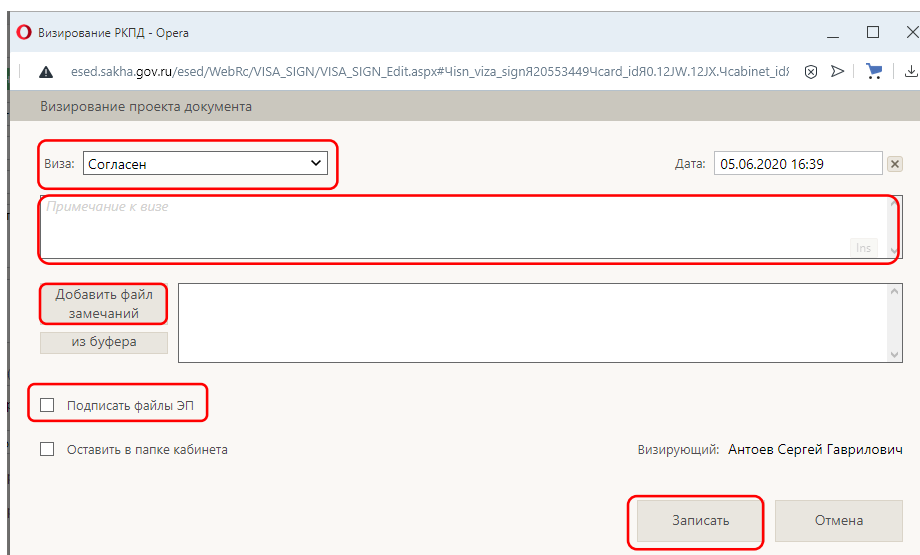 Визирование РКПД - Opera
esed.sakha.gov.ru/esed/WebRc/VISA_SIGN/VISA_SIGN_Edit.aspx#Чisn_viza_signЯ20553449Чcard_idЯ0.12JW.12JX.Чcabinet_idЯ
Визирование проекта документа
Виза: Согласен Дата: 05.06.2020 16:39
Примечание к визе
Ins
Добавить файл
замечаний
из буфера
Подписать файлы ЭП
Оставить в папке кабинета Визирующий: Антоев Сергей Гаврилович
Записать Отмена